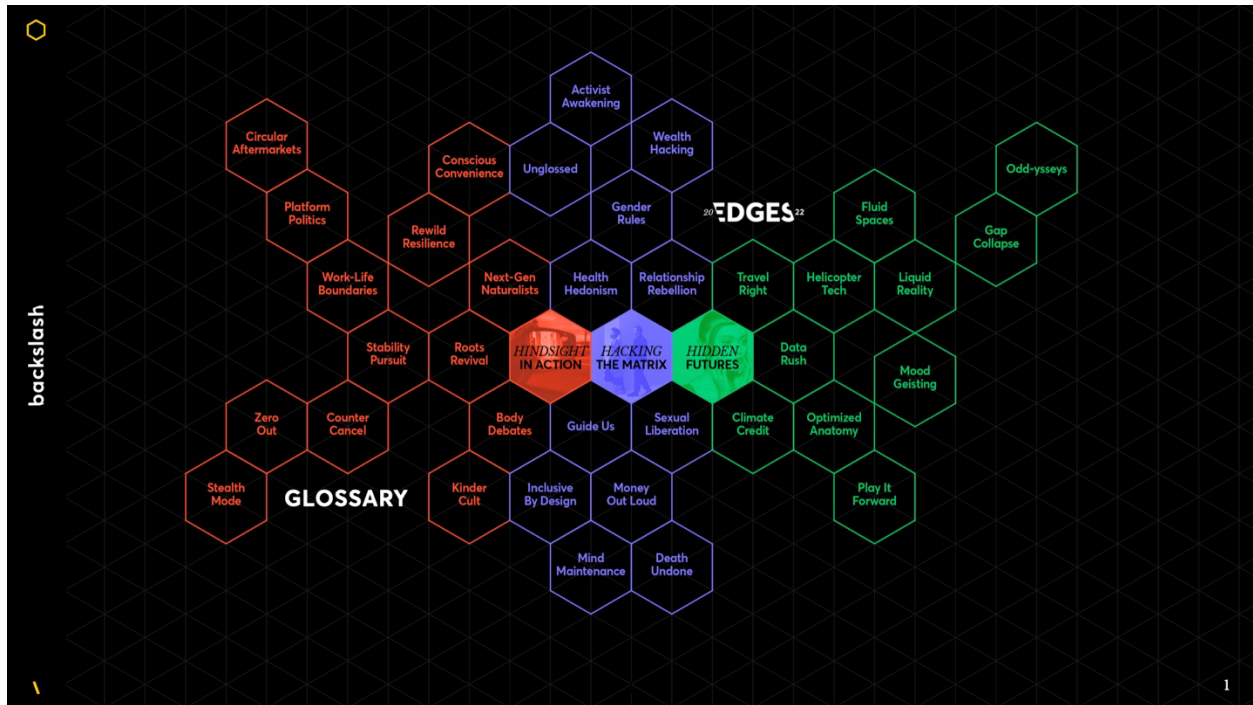 Activist
Awakening
Circular
Aftermarkets
Conscious
Convenience
Unglossed
Wealth
Hacking
Odd-ysseys
Platform
Politics
Rewild
Resilience
Gender
Rules
20 EDGES 22
Fluid
Spaces
Gap
Collapse
Work-Life
Boundaries
Next-Gen
Naturalists
Health
Hedonism
Relationship
Rebellion
Travel
Right
Helicopter
Tech
Liquid
Reality
backslash
Stability
Pursuit
Roots
Revival
HINDSIGHT
IN ACTION
HACKING
THE MATRIX
HIDDEN
FUTURES
Data
Rush
Mood
Geisting
Zero
Out
Counter
Cancel
Body
Debates
Guide Us
Sexual
Liberation
Climate
Credit
Optimized
Anatomy
Stealth
Mode
GLOSSARY
Kinder
Cult
Inclusive
By Design
Money
Out Loud
Play It
Forward
Mind
Maintenance
Death
Undone
\
1